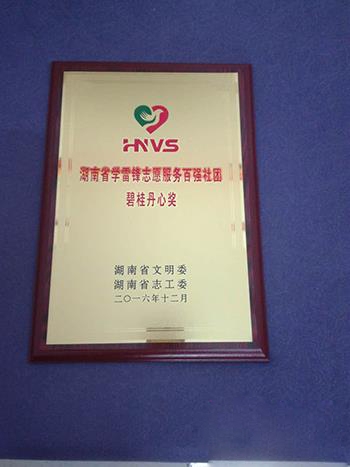 HNVS
湖南省学雷锋志愿服务百强社团
碧桂丹心奖
湖南省文明委
湖南省志工委
二〇一六年十二月